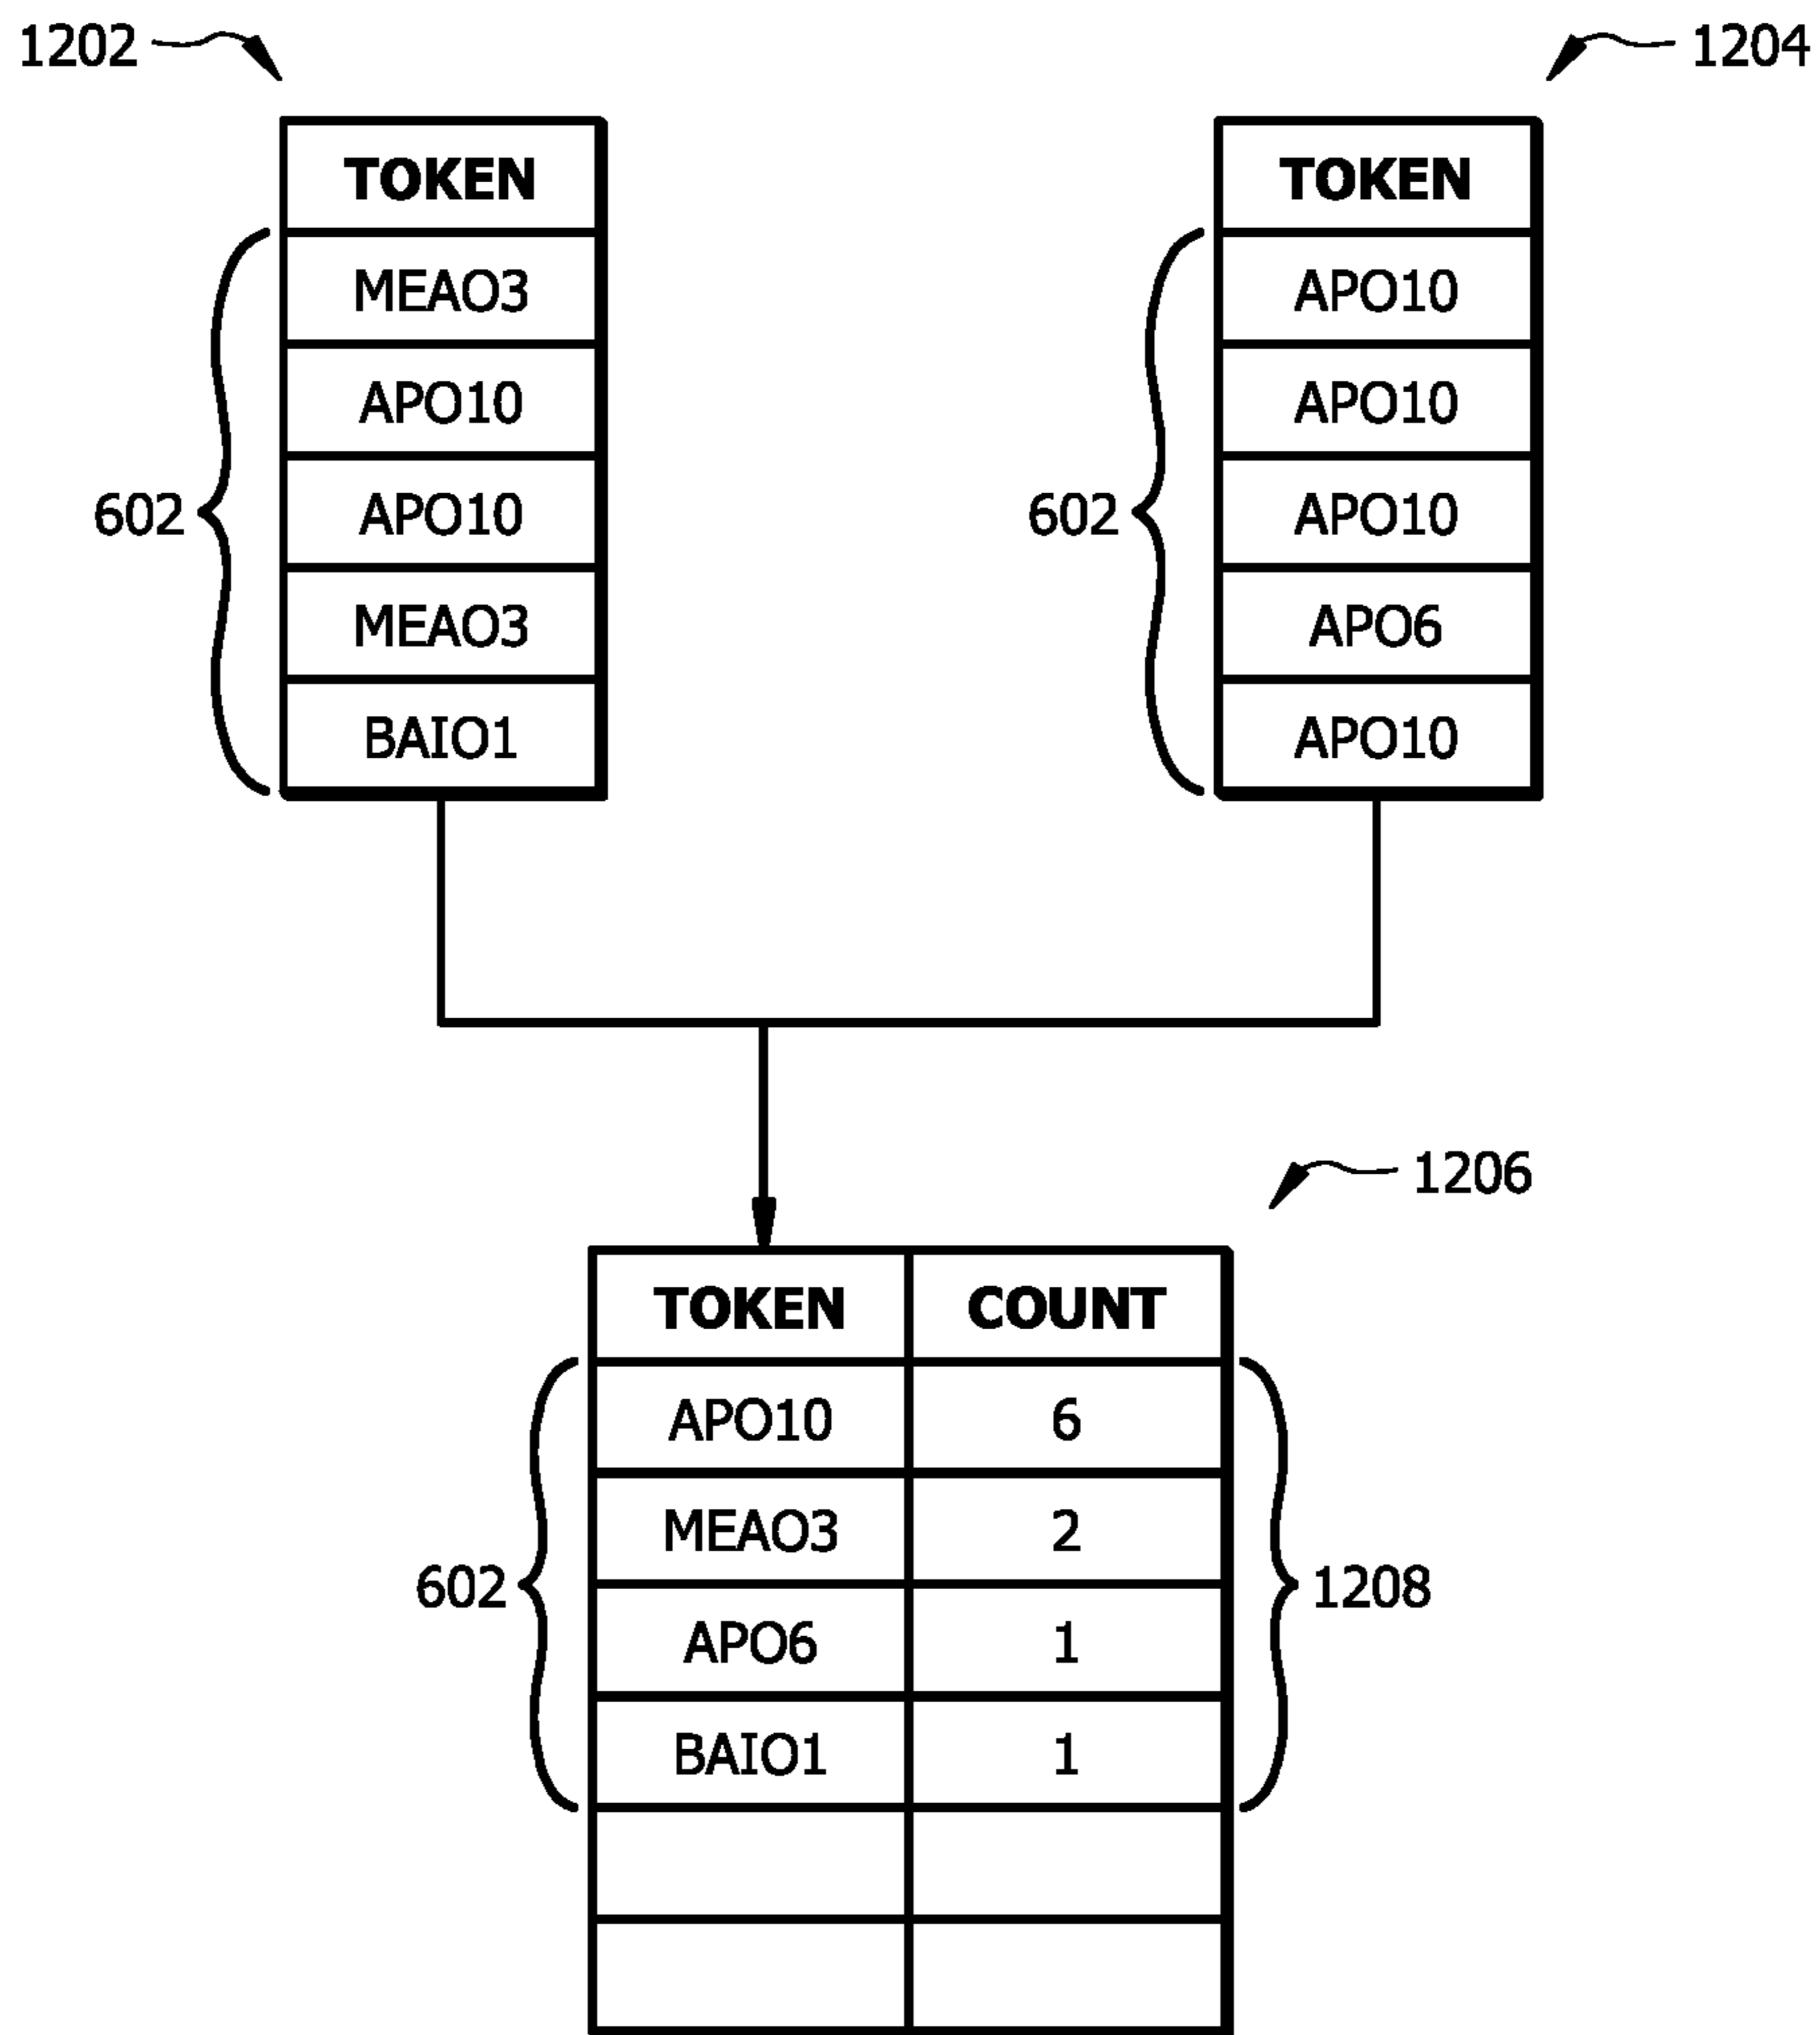 1202
1204
TOKEN
MEAO3
APO10
APO10
MEAO3
BAIO1
602
TOKEN
APO10
APO10
APO10
APO6
APO10
602
1206
TOKEN COUNT
APO10 6
MEAO3 2
APO6 1
BAIO1 1
602
1208